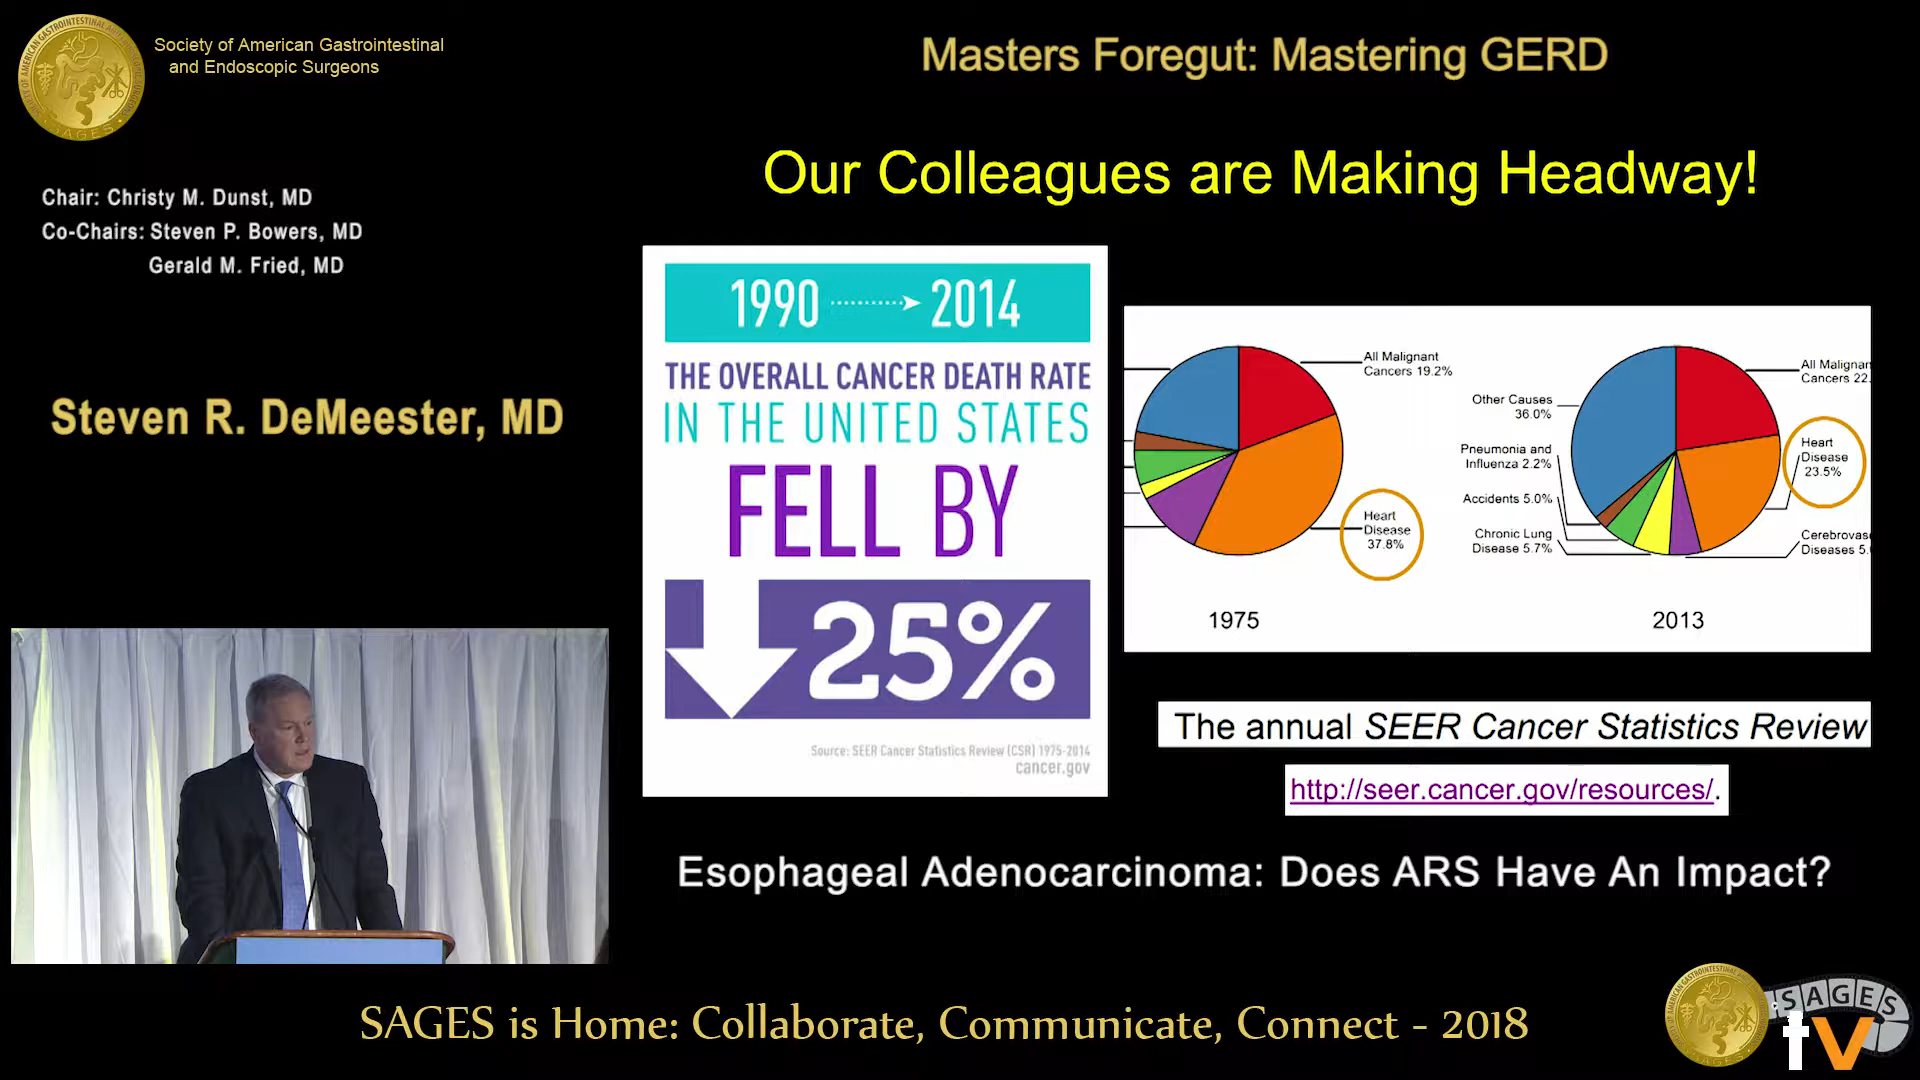 Society of American Gastrointestinal
and Endoscopic Surgeons
Masters Foregut: Mastering GERD
Chair: Christy M. Dunst, MD
Co-Chairs: Steven P. Bowers, MD
Gerald M. Fried, MD
Steven R. DeMeester, MD
Our Colleagues are Making Headway!
1990
2014
THE OVERALL CANCER DEATH RATE
IN THE UNITED STATES
FELL BY
25%
Source: SEER Cancer Statistics Review (CSR) 1975-2014
cancer.gov
All Malignant
Cancers 19.2%
Heart
Disease
37.8%
1975
Other Causes
36.0%
Pneumonia and
Influenza 2.2%
Accidents 5.0%
Chronic Lung
Disease 5.7%
All Malignan
Cancers 22.
Heart
Disease
23.5%
Cerebrovas
Diseases 5.
2013
The annual SEER Cancer Statistics Review
http://seer.cancer.gov/resources/.
Esophageal Adenocarcinoma: Does ARS Have An Impact?
SAGES is Home: Collaborate, Communicate, Connect - 2018
SAGES
tv